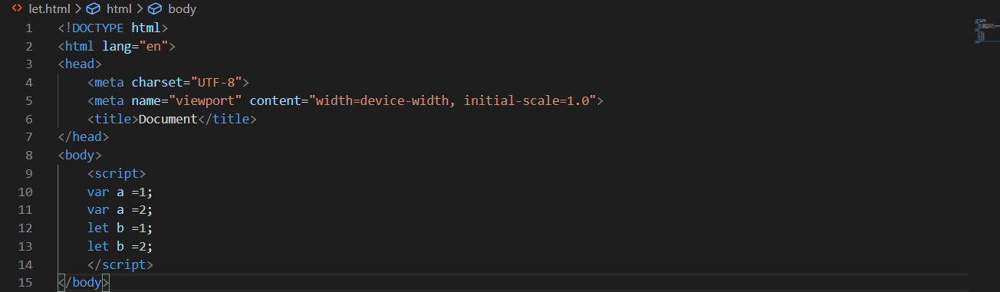 <> let.html > html > body
1 <!DOCTYPE html>
2 <html lang="en">
3 <head>
4     <meta charset="UTF-8">
5     <meta name="viewport" content="width=device-width, initial-scale=1.0">
6     <title>Document</title>
7 </head>
8 <body>
9     <script>
10     var a =1;
11     var a =2;
12     let b =1;
13     let b =2;
14     </script>
15 </body>